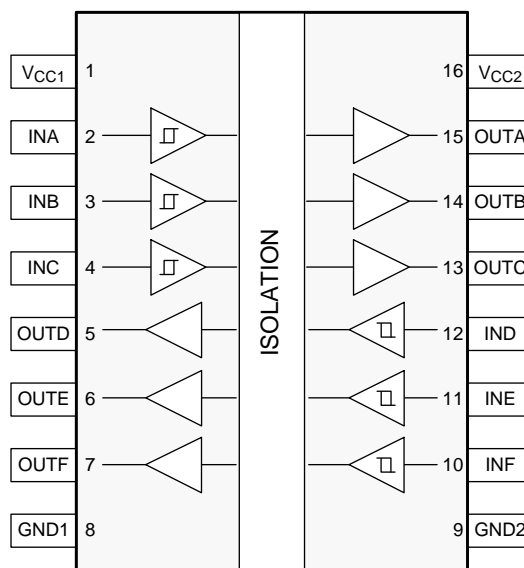 VCC1 1 16 VCC2
INA 2 15 OUTA
INB 3 14 OUTB
INC 4 13 OUTC
OUTD 5 12 IND
OUTE 6 11 INE
OUTF 7 10 INF
GND1 8 9 GND2
ISOLATION